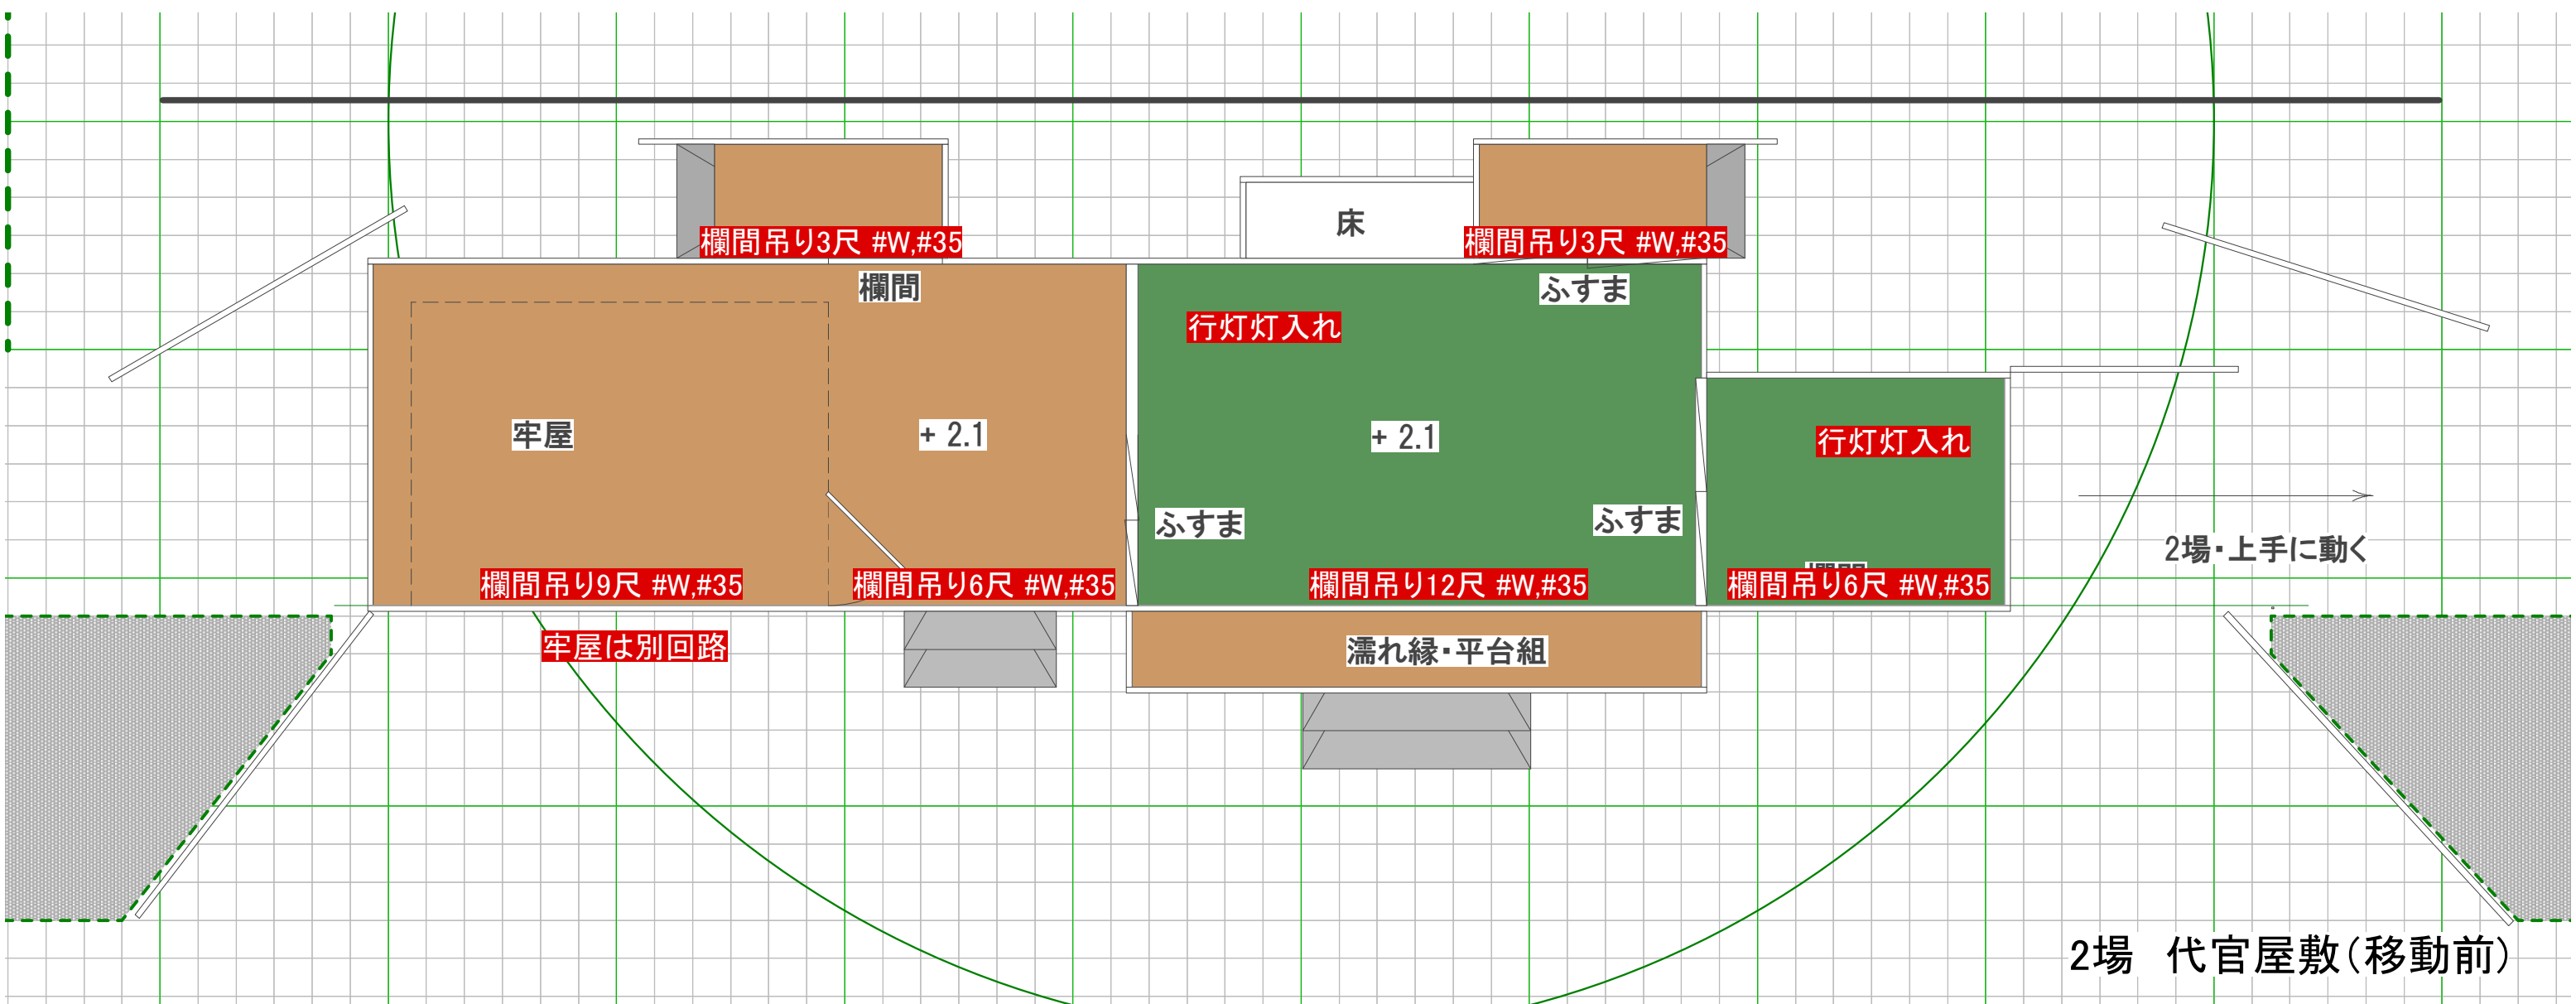 床
欄間吊り3尺 #W,#35
欄間吊り3尺 #W,#35
欄間
ふすま
行灯灯入れ
牢屋
+ 2.1
+ 2.1
行灯灯入れ
ふすま
ふすま
2場・上手に動く
欄間吊り9尺 #W,#35
欄間吊り6尺 #W,#35
欄間吊り12尺 #W,#35
欄間吊り6尺 #W,#35
牢屋は別回路
濡れ縁・平台組
2場　代官屋敷(移動前)